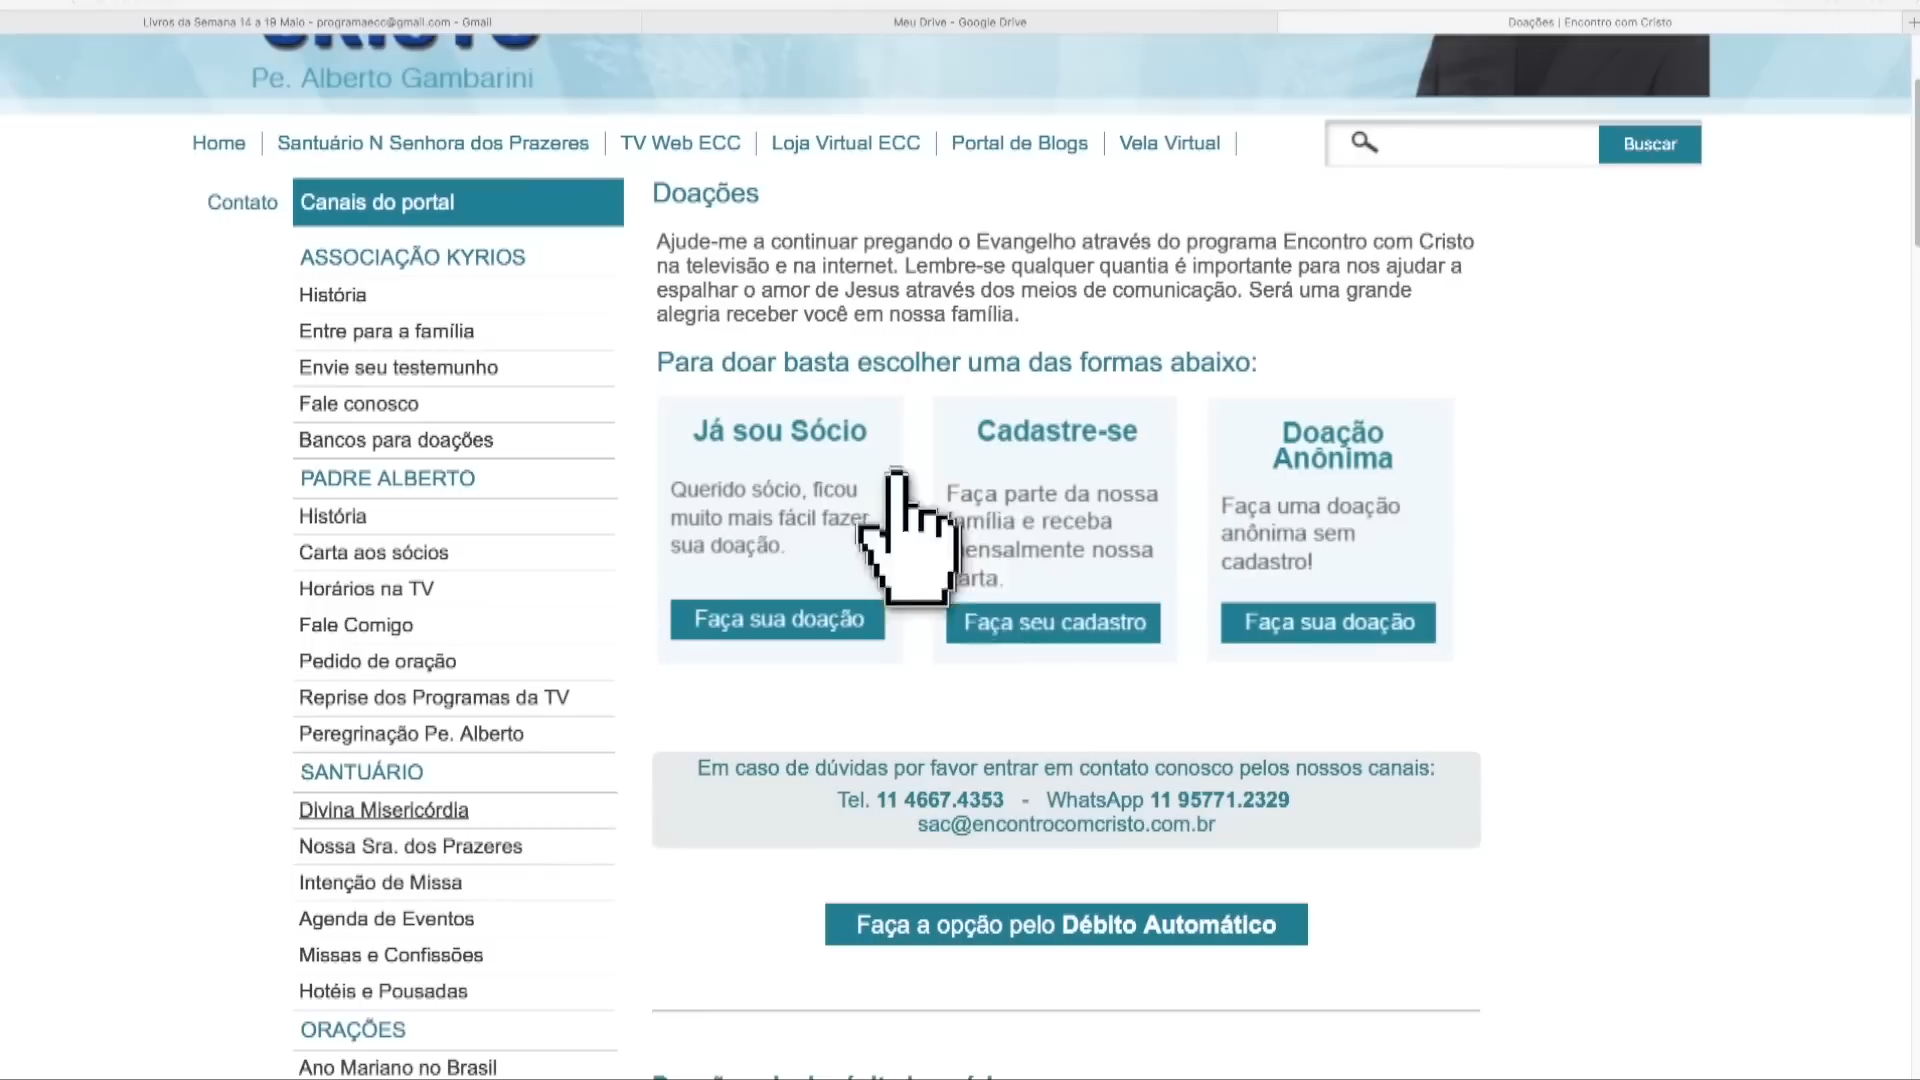 Livros da Semana 14 a 19 Maio - programaecc@gmail.com - Gmail
Meu Drive - Google Drive
Doações | Encontro com Cristo
CRISTO
Pe. Alberto Gambarini
Home
Santuário N Senhora dos Prazeres
TV Web ECC
Loja Virtual ECC
Portal de Blogs
Vela Virtual
Buscar
Contato
Canais do portal
ASSOCIAÇÃO KYRIOS
História
Entre para a família
Envie seu testemunho
Fale conosco
Bancos para doações
PADRE ALBERTO
História
Carta aos sócios
Horários na TV
Fale Comigo
Pedido de oração
Reprise dos Programas da TV
Peregrinação Pe. Alberto
SANTUÁRIO
Divina Misericórdia
Nossa Sra. dos Prazeres
Intenção de Missa
Agenda de Eventos
Missas e Confissões
Hotéis e Pousadas
ORAÇÕES
Ano Mariano no Brasil
Doações
Ajude-me a continuar pregando o Evangelho através do programa Encontro com Cristo
na televisão e na internet. Lembre-se qualquer quantia é importante para nos ajudar a
espalhar o amor de Jesus através dos meios de comunicação. Será uma grande
alegria receber você em nossa família.
Para doar basta escolher uma das formas abaixo:
Já sou Sócio
Querido sócio, ficou
muito mais fácil fazer
sua doação.
Faça sua doação
Cadastre-se
Faça parte da nossa
família e receba
mensalmente nossa
carta.
Faça seu cadastro
Doação
Anônima
Faça uma doação
anônima sem
cadastro!
Faça sua doação
Em caso de dúvidas por favor entrar em contato conosco pelos nossos canais:
Tel. 11 4667.4353 - WhatsApp 11 95771.2329
sac@encontrocomcristo.com.br
Faça a opção pelo Débito Automático